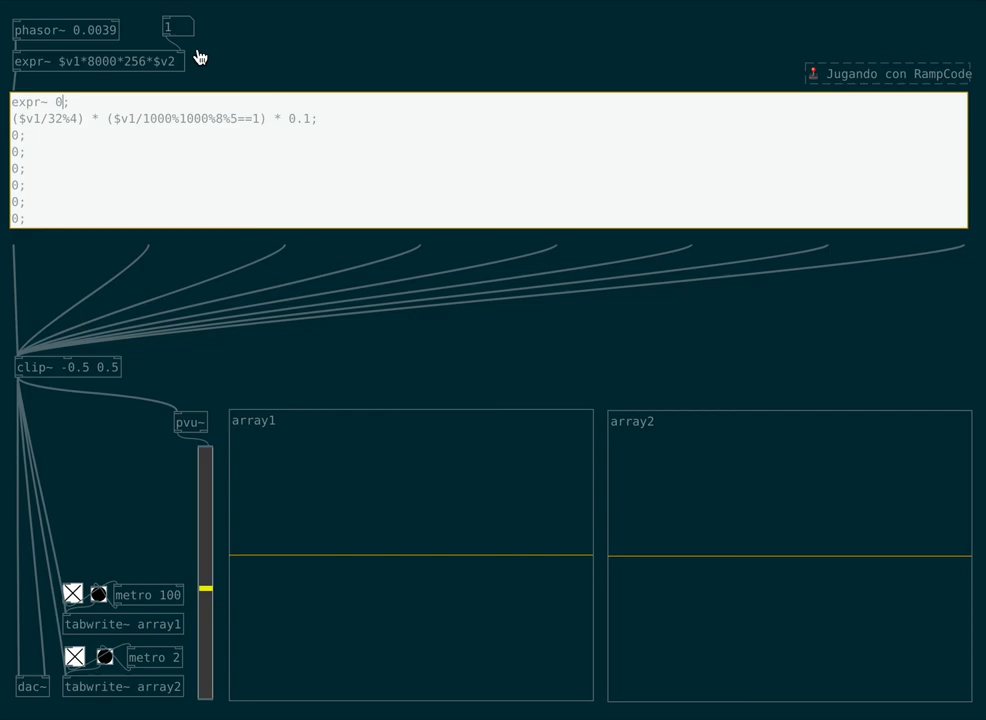 phasor~ 0.0039
1
expr~ $v1*8000*256*$v2
🕹️ Jugando con RampCode
expr~ 0;
($v1/32%4) * ($v1/1000%1000%8%5==1) * 0.1;
0;
0;
0;
0;
0;
0;
clip~ -0.5 0.5
pvu~
array1
array2
metro 100
tabwrite~ array1
metro 2
dac~
tabwrite~ array2